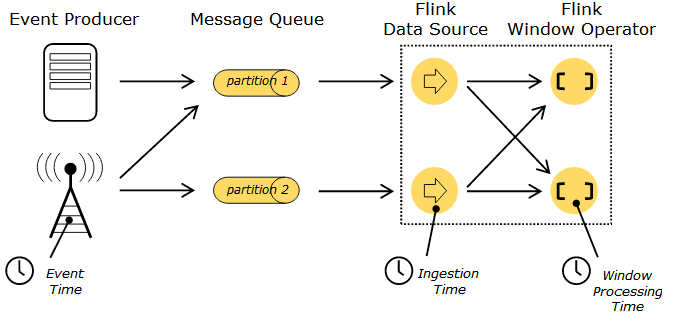 Event Producer
Message Queue
Flink
Data Source
Flink
Window Operator
partition 1
partition 2
Event
Time
Ingestion
Time
Window
Processing
Time